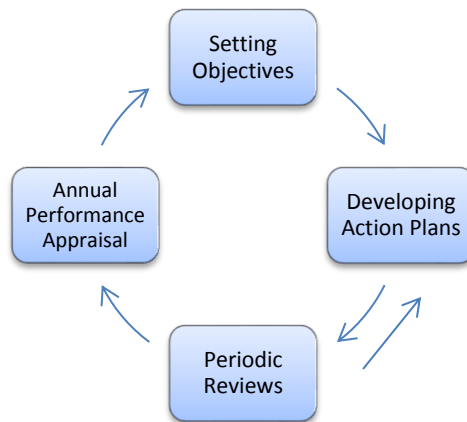 Setting
Objectives
Developing
Action Plans
Periodic
Reviews
Annual
Performance
Appraisal